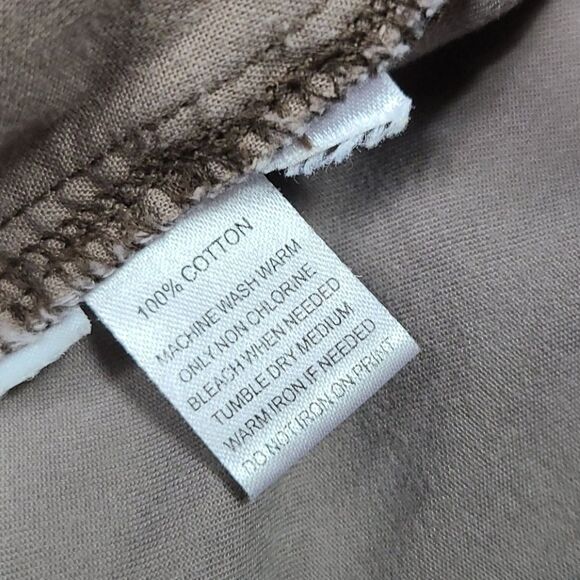 100% COTTON
MACHINE WASH WARM
ONLY NON CHLORINE
BLEACH WHEN NEEDED
TUMBLE DRY MEDIUM
WARM IRON IF NEEDED
DO NOT IRON ON PRINT